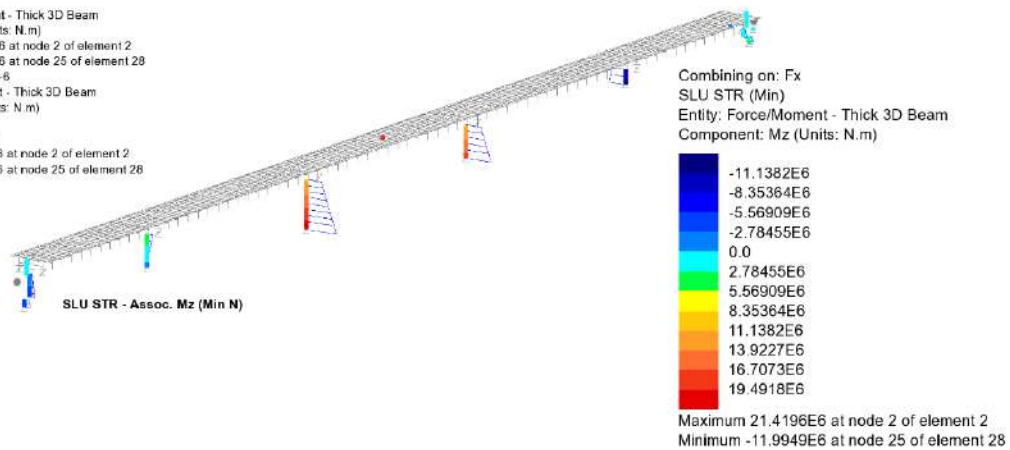 - Thick 3D Beam
ts: N.m)
6 at node 2 of element 2
6 at node 25 of element 28
-6
t - Thick 3D Beam
ts: N.m)
6 at node 2 of element 2
6 at node 25 of element 28
SLU STR - Assoc. Mz (Min N)
Combining on: Fx
SLU STR (Min)
Entity: Force/Moment - Thick 3D Beam
Component: Mz (Units: N.m)
-11.1382E6
-8.35364E6
-5.56909E6
-2.78455E6
0.0
2.78455E6
5.56909E6
8.35364E6
11.1382E6
13.9227E6
16.7073E6
19.4918E6
Maximum 21.4196E6 at node 2 of element 2
Minimum -11.9949E6 at node 25 of element 28